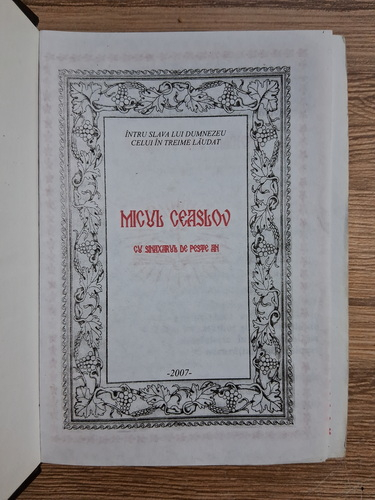 ÎNTRU SLAVA LUI DUMNEZEU
CELUI ÎN TREIME LĂUDAT
MICUL CEASLOV
CU SINAXARUL DE PESTE AN
-2007-